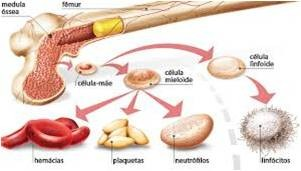 medula
óssea
fêmur
célula-mãe
célula
mieloide
célula
linfoide
hemácias
plaquetas
neutrófilos
linfócitos